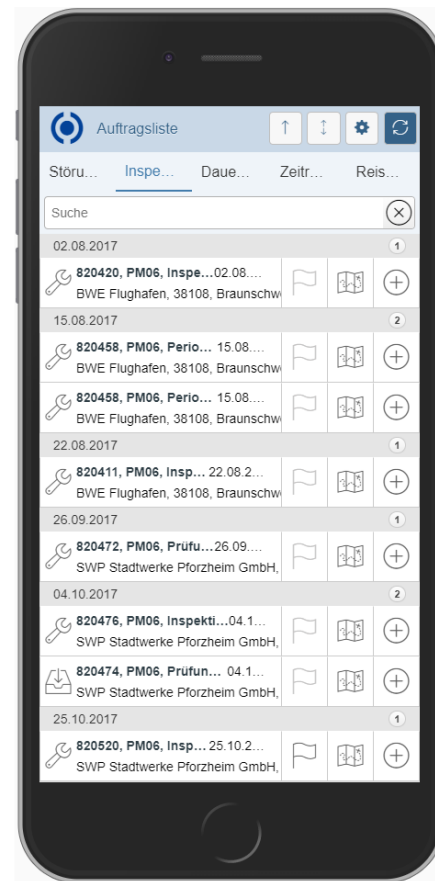 Auftragsliste
Störu... Inspe... Daue... Zeitr... Reis...
Suche
02.08.2017 1
820420, PM06, Inspe...02.08....
BWE Flughafen, 38108, Braunschw
15.08.2017 2
820458, PM06, Perio... 15.08....
BWE Flughafen, 38108, Braunschw
820458, PM06, Perio... 15.08....
BWE Flughafen, 38108, Braunschw
22.08.2017 1
820411, PM06, Insp... 22.08.2...
BWE Flughafen, 38108, Braunschw
26.09.2017 1
820472, PM06, Prüfu...26.09....
SWP Stadtwerke Pforzheim GmbH,
04.10.2017 2
820476, PM06, Inspekti...04.1...
SWP Stadtwerke Pforzheim GmbH,
820474, PM06, Prüfun... 04.1...
SWP Stadtwerke Pforzheim GmbH,
25.10.2017 1
820520, PM06, Insp... 25.10.2...
SWP Stadtwerke Pforzheim GmbH,